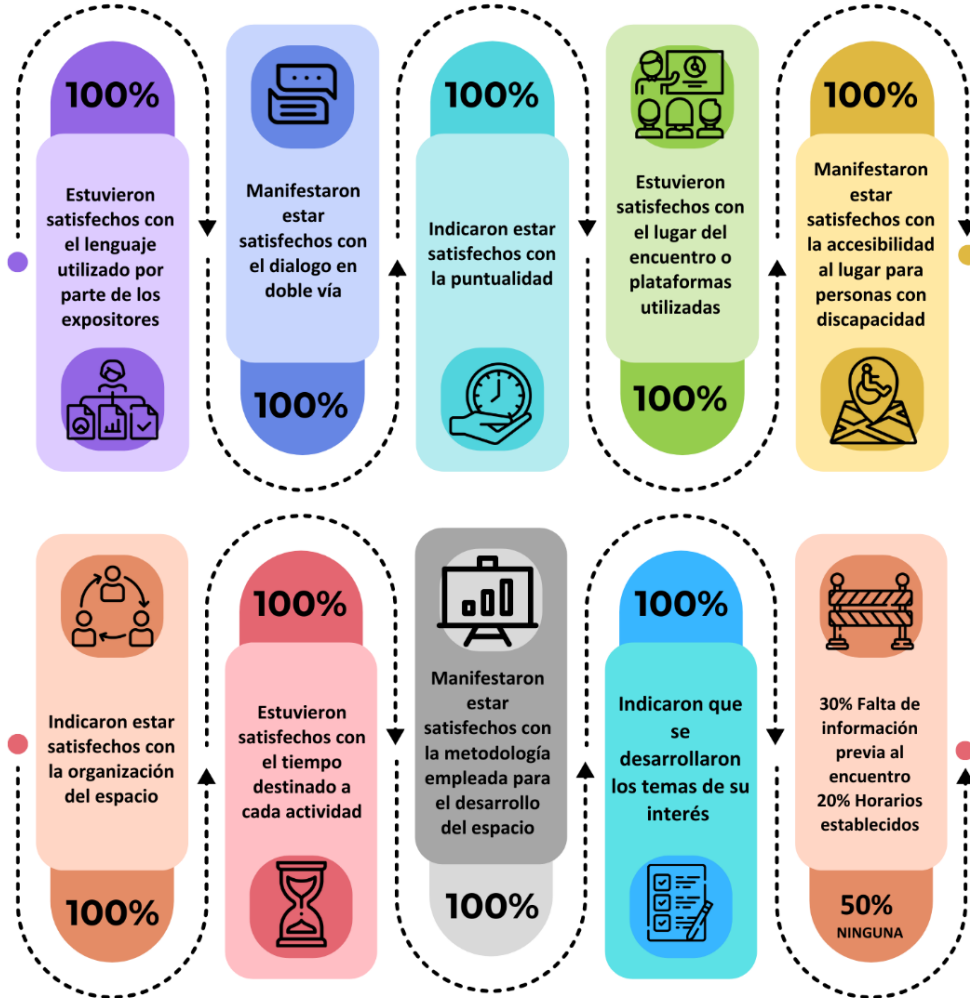 100%
Estuvieron
satisfechos con
el lenguaje
utilizado por
parte de los
expositores
Manifestaron
estar
satisfechos con
el dialogo en
doble vía
100%
100%
Indicaron estar
satisfechos con
la puntualidad
Estuvieron
satisfechos con
el lugar del
encuentro o
plataformas
utilizadas
100%
100%
Manifestaron
estar
satisfechos con
la accesibilidad
al lugar para
personas con
discapacidad
Indicaron estar
satisfechos con
la organización
del espacio
100%
100%
Estuvieron
satisfechos con
el tiempo
destinado a
cada actividad
Manifestaron
estar
satisfechos con
la metodología
empleada para
el desarrollo
del espacio
100%
100%
Indicaron que
se
desarrollaron
los temas de su
interés
30% Falta de
información
previa al
encuentro
20% Horarios
establecidos
50%
NINGUNA